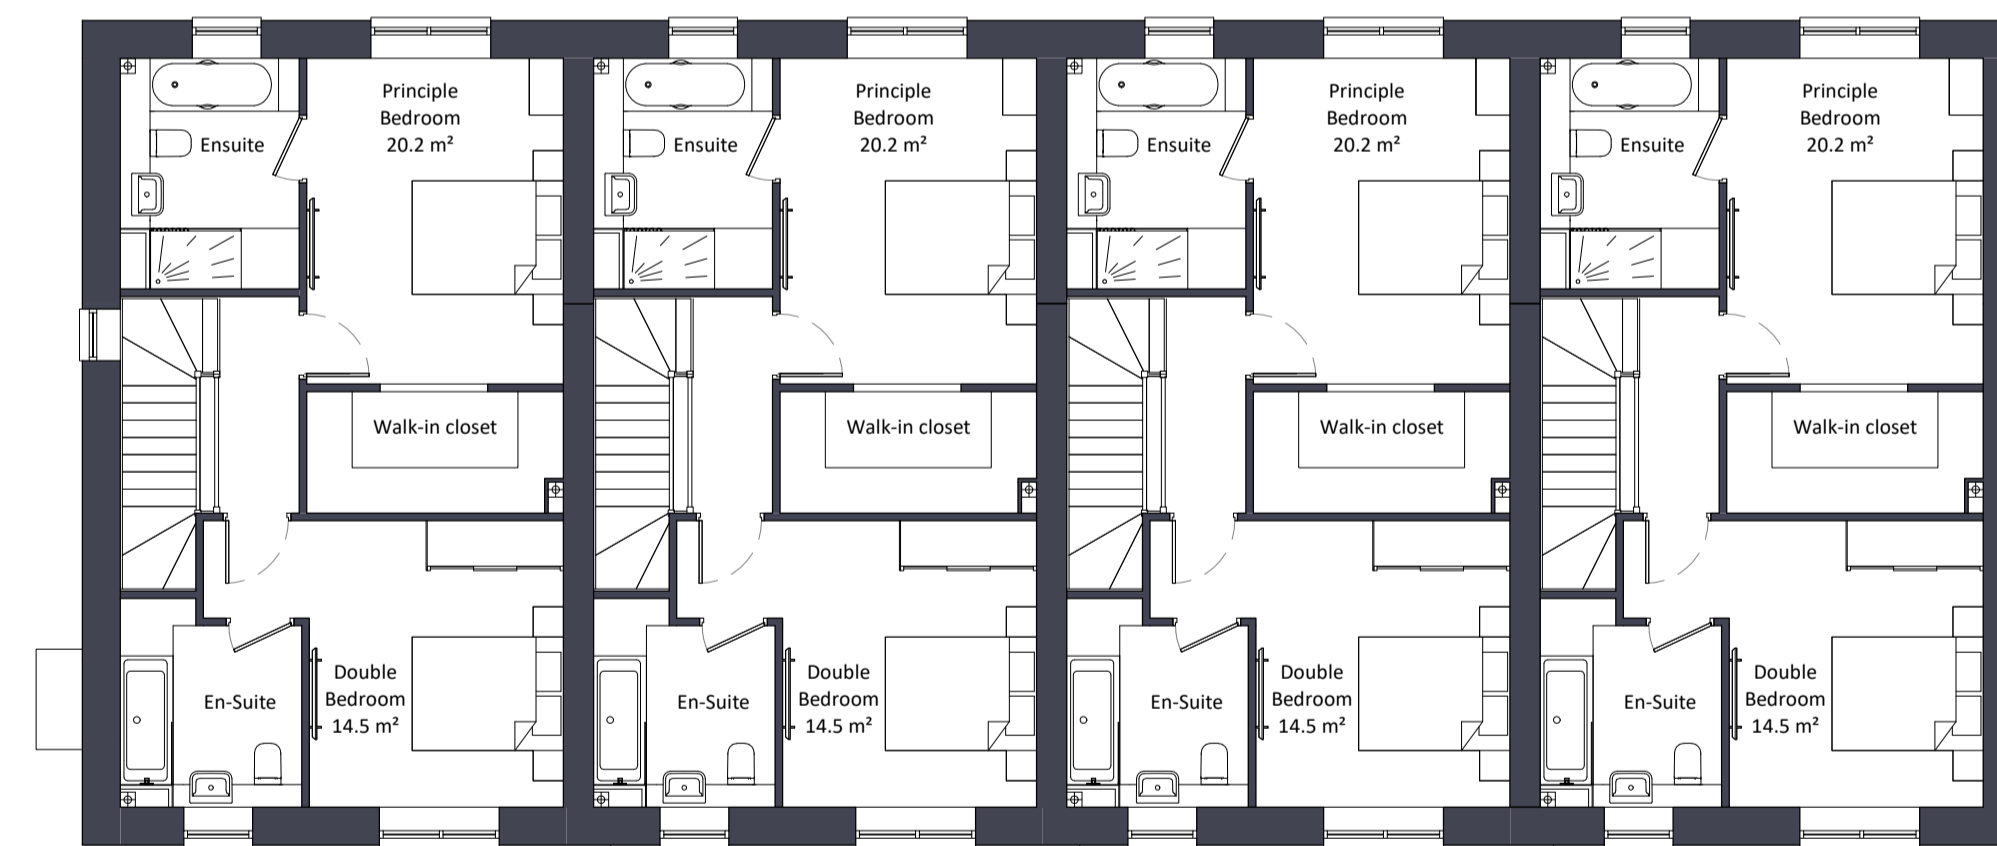 Principle
Bedroom
20.2 m²
Ensuite
Walk-in closet
Double
Bedroom
14.5 m²
En-Suite
Principle
Bedroom
20.2 m²
Ensuite
Walk-in closet
Double
Bedroom
14.5 m²
En-Suite
Principle
Bedroom
20.2 m²
Ensuite
Walk-in closet
Double
Bedroom
14.5 m²
En-Suite
Principle
Bedroom
20.2 m²
Ensuite
Walk-in closet
Double
Bedroom
14.5 m²
En-Suite